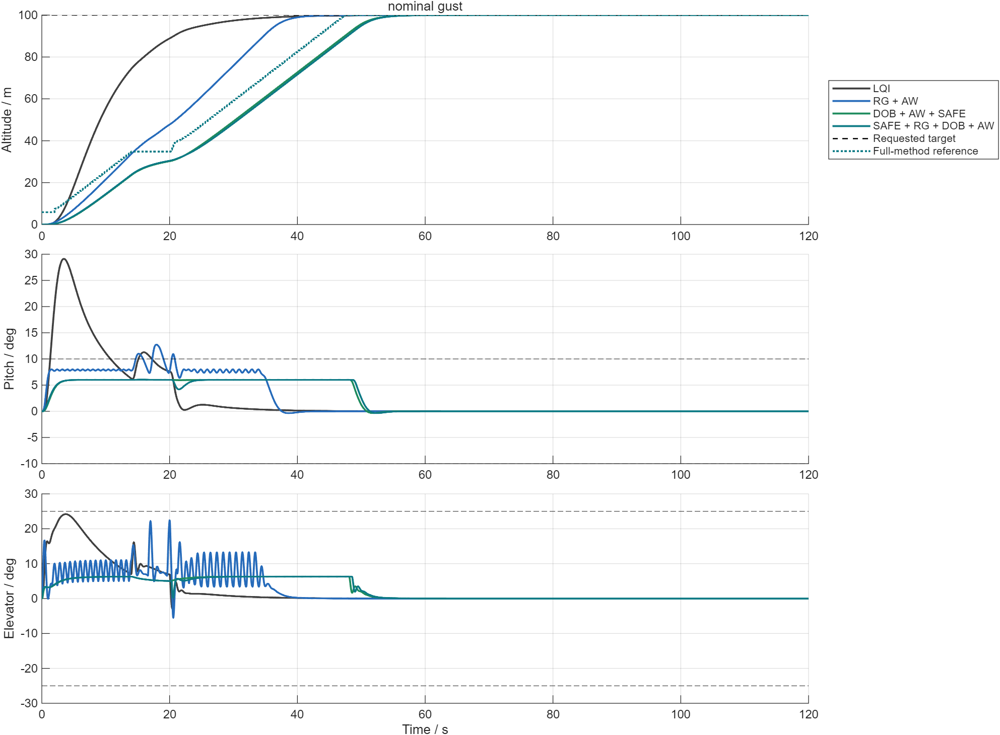 nominal gust
100
80
60
40
20
0
Altitude / m
0 20 40 60 80 100 120
LQI
RG + AW
DOB + AW + SAFE
SAFE + RG + DOB + AW
Requested target
Full-method reference
30
25
20
15
10
5
0
-5
-10
Pitch / deg
0 20 40 60 80 100 120
30
20
10
0
-10
-20
-30
Elevator / deg
0 20 40 60 80 100 120
Time / s